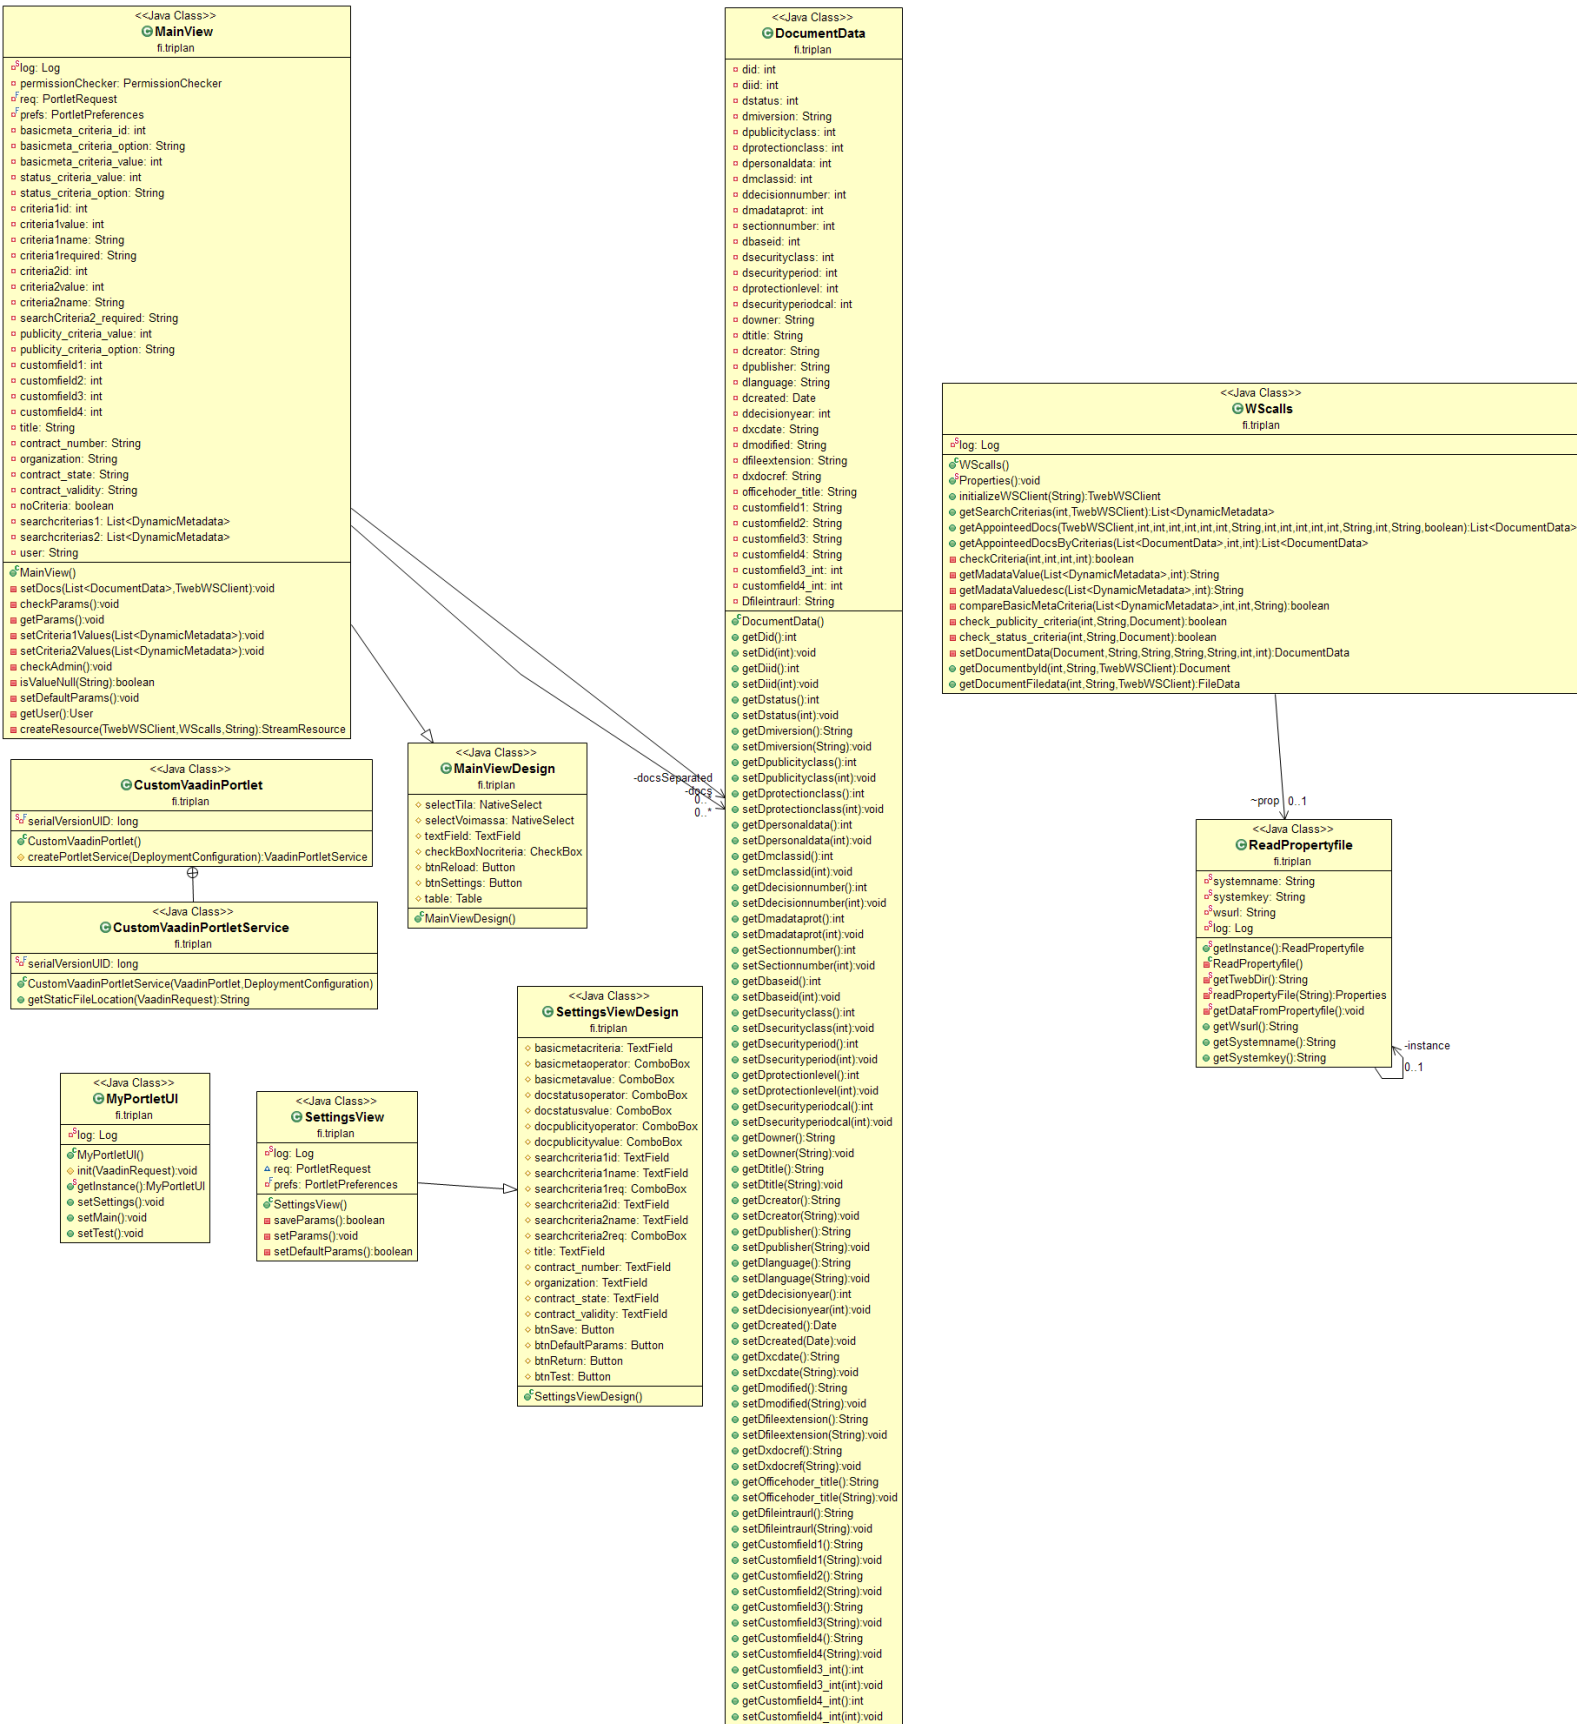 <<Java Class>>
MainView
fi.triplan
log: Log
permissionChecker: PermissionChecker
req: PortletRequest
prefs: PortletPreferences
basicmeta_criteria_id: int
basicmeta_criteria_option: String
basicmeta_criteria_value: int
status_criteria_value: int
status_criteria_option: String
criteria1id: int
criteria1value: int
criteria1name: String
criteria1required: String
criteria2id: int
criteria2value: int
criteria2name: String
searchCriteria2_required: String
publicity_criteria_value: int
publicity_criteria_option: String
customfield1: int
customfield2: int
customfield3: int
customfield4: int
title: String
contract_number: String
organization: String
contract_state: String
contract_validity: String
noCriteria: boolean
searchcriterias1: List<DynamicMetadata>
searchcriterias2: List<DynamicMetadata>
user: String
MainView()
setDocs(List<DocumentData>,TwebWSClient):void
checkParams():void
getParams():void
setCriteria1Values(List<DynamicMetadata>):void
setCriteria2Values(List<DynamicMetadata>):void
checkAdmin():void
isValueNull(String):boolean
setDefaultParams():void
getUser():User
createResource(TwebWSClient,WScalls,String):StreamResource
<<Java Class>>
CustomVaadinPortlet
fi.triplan
serialVersionUID: long
CustomVaadinPortlet()
createPortletService(DeploymentConfiguration):VaadinPortletService
<<Java Class>>
CustomVaadinPortletService
fi.triplan
serialVersionUID: long
CustomVaadinPortletService(VaadinPortlet,DeploymentConfiguration)
getStaticFileLocation(VaadinRequest):String
<<Java Class>>
MyPortletUI
fi.triplan
log: Log
MyPortletUI()
init(VaadinRequest):void
getInstance():MyPortletUI
setSettings():void
setMain():void
setTest():void
<<Java Class>>
SettingsView
fi.triplan
log: Log
req: PortletRequest
prefs: PortletPreferences
SettingsView()
saveParams():boolean
setParams():void
setDefaultParams():boolean
<<Java Class>>
MainViewDesign
fi.triplan
selectTila: NativeSelect
selectVoimassa: NativeSelect
textField: TextField
checkBoxNocriteria: CheckBox
btnReload: Button
btnSettings: Button
table: Table
MainViewDesign()
<<Java Class>>
SettingsViewDesign
fi.triplan
basicmetacriteria: TextField
basicmetaoperator: ComboBox
basicmetavalue: ComboBox
docstatusoperator: ComboBox
docstatusvalue: ComboBox
docpublicityoperator: ComboBox
docpublicityvalue: ComboBox
searchcriteria1id: TextField
searchcriteria1name: TextField
searchcriteria1req: ComboBox
searchcriteria2id: TextField
searchcriteria2name: TextField
searchcriteria2req: ComboBox
title: TextField
contract_number: TextField
organization: TextField
contract_state: TextField
contract_validity: TextField
btnSave: Button
btnDefaultParams: Button
btnReturn: Button
btnTest: Button
SettingsViewDesign()
-docsSeparated
-docs
0..*
0..*
<<Java Class>>
DocumentData
fi.triplan
did: int
diid: int
dstatus: int
dmiversion: String
dpublicityclass: int
dprotectionclass: int
dpersonaldata: int
dmclassid: int
ddecisionnumber: int
dmadataprot: int
sectionnumber: int
dbaseid: int
dsecurityclass: int
dsecurityperiod: int
dprotectionlevel: int
dsecurityperiodcal: int
downer: String
dtitle: String
dcreator: String
dpublisher: String
dlanguage: String
dcreated: Date
ddecisionyear: int
dxcdate: String
dmodified: String
dfileextension: String
dxdocref: String
officehoder_title: String
customfield1: String
customfield2: String
customfield3: String
customfield4: String
customfield3_int: int
customfield4_int: int
Dfileintraurl: String
DocumentData()
getDid():int
setDid(int):void
getDiid():int
setDiid(int):void
getDstatus():int
setDstatus(int):void
getDmiversion():String
setDmiversion(String):void
getDpublicityclass():int
setDpublicityclass(int):void
getDprotectionclass():int
setDprotectionclass(int):void
getDpersonaldata():int
setDpersonaldata(int):void
getDmclassid():int
setDmclassid(int):void
getDdecisionnumber():int
setDdecisionnumber(int):void
getDmadataprot():int
setDmadataprot(int):void
getSectionnumber():int
setSectionnumber(int):void
getDbaseid():int
setDbaseid(int):void
getDsecurityclass():int
setDsecurityclass(int):void
getDsecurityperiod():int
setDsecurityperiod(int):void
getDprotectionlevel():int
setDprotectionlevel(int):void
getDsecurityperiodcal():int
setDsecurityperiodcal(int):void
getDowner():String
setDowner(String):void
getDtitle():String
setDtitle(String):void
getDcreator():String
setDcreator(String):void
getDpublisher():String
setDpublisher(String):void
getDlanguage():String
setDlanguage(String):void
getDdecisionyear():int
setDdecisionyear(int):void
getDcreated():Date
setDcreated(Date):void
getDxcdate():String
setDxcdate(String):void
getDmodified():String
setDmodified(String):void
getDfileextension():String
setDfileextension(String):void
getDxdocref():String
setDxdocref(String):void
getOfficehoder_title():String
setOfficehoder_title(String):void
getDfileintraurl():String
setDfileintraurl(String):void
getCustomfield1():String
setCustomfield1(String):void
getCustomfield2():String
setCustomfield2(String):void
getCustomfield3():String
setCustomfield3(String):void
getCustomfield4():String
setCustomfield4(String):void
getCustomfield3_int():int
setCustomfield3_int(int):void
getCustomfield4_int():int
setCustomfield4_int(int):void
<<Java Class>>
WScalls
fi.triplan
log: Log
WScalls()
Properties():void
initializeWSClient(String):TwebWSClient
getSearchCriterias(int,TwebWSClient):List<DynamicMetadata>
getAppointeedDocs(TwebWSClient,int,int,int,int,int,int,String,int,int,int,int,int,String,int,String,boolean):List<DocumentData>
getAppointeedDocsByCriterias(List<DocumentData>,int,int):List<DocumentData>
checkCriteria(int,int,int,int):boolean
getMadataValue(List<DynamicMetadata>,int):String
getMadataValuedesc(List<DynamicMetadata>,int):String
compareBasicMetaCriteria(List<DynamicMetadata>,int,int,String):boolean
check_publicity_criteria(int,String,Document):boolean
check_status_criteria(int,String,Document):boolean
setDocumentData(Document,String,String,String,String,int,int):DocumentData
getDocumentbyId(int,String,TwebWSClient):Document
getDocumentFiledata(int,String,TwebWSClient):FileData
~prop
0..1
<<Java Class>>
ReadPropertyfile
fi.triplan
systemname: String
systemkey: String
wsurl: String
log: Log
getInstance():ReadPropertyfile
ReadPropertyfile()
getTwebDir():String
readPropertyFile(String):Properties
getDataFromPropertyfile():void
getWsurl():String
getSystemname():String
getSystemkey():String
-instance
0..1